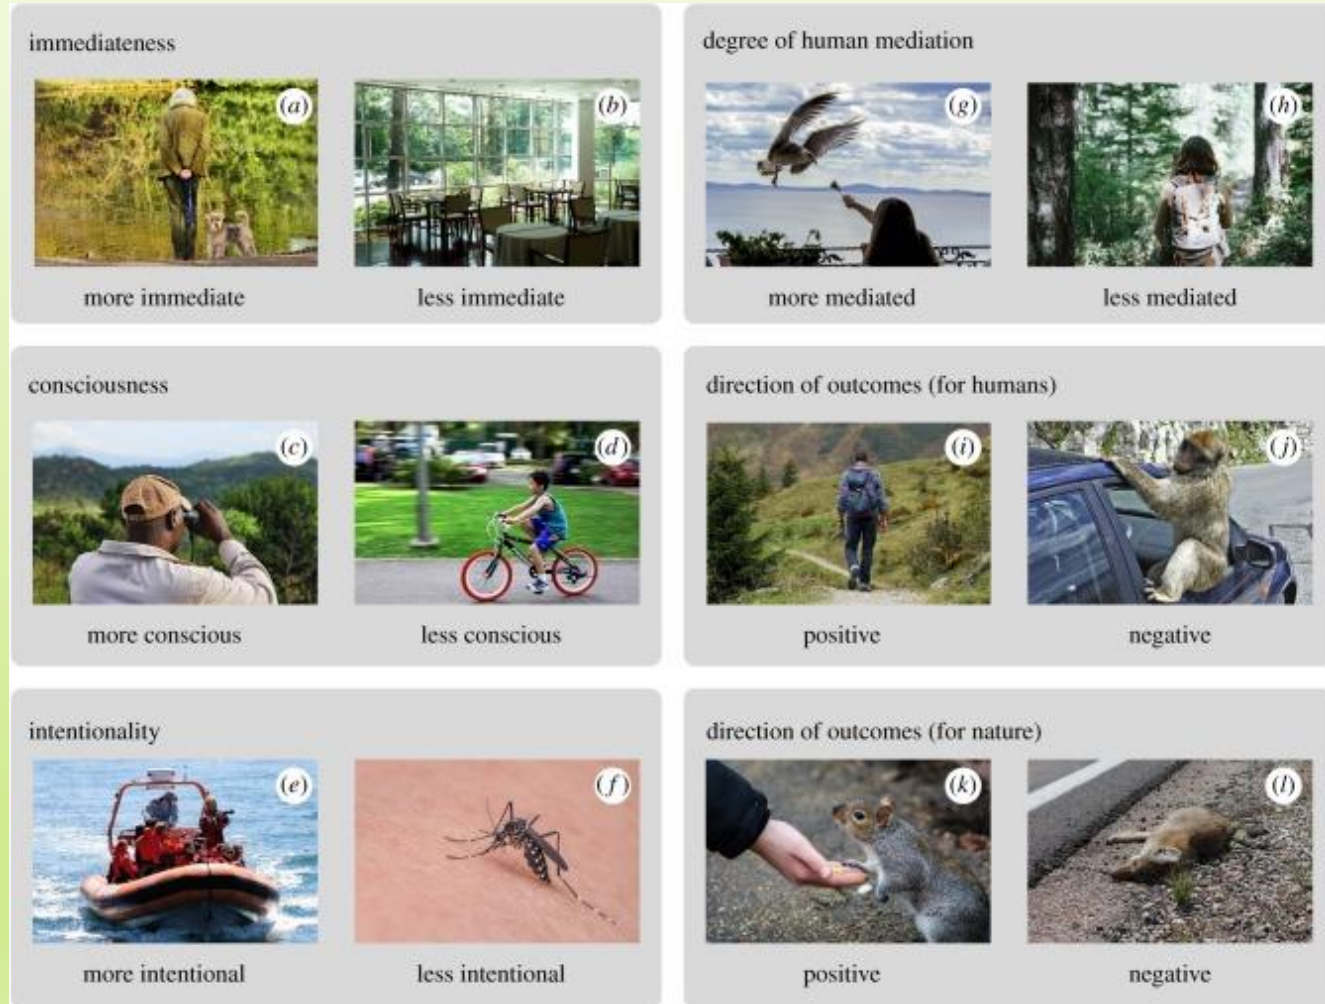 immediateness
(a)
(b)
more immediate
less immediate
degree of human mediation
(g)
(h)
more mediated
less mediated
consciousness
(c)
(d)
more conscious
less conscious
direction of outcomes (for humans)
(i)
(j)
positive
negative
intentionality
(e)
(f)
more intentional
less intentional
direction of outcomes (for nature)
(k)
(l)
positive
negative